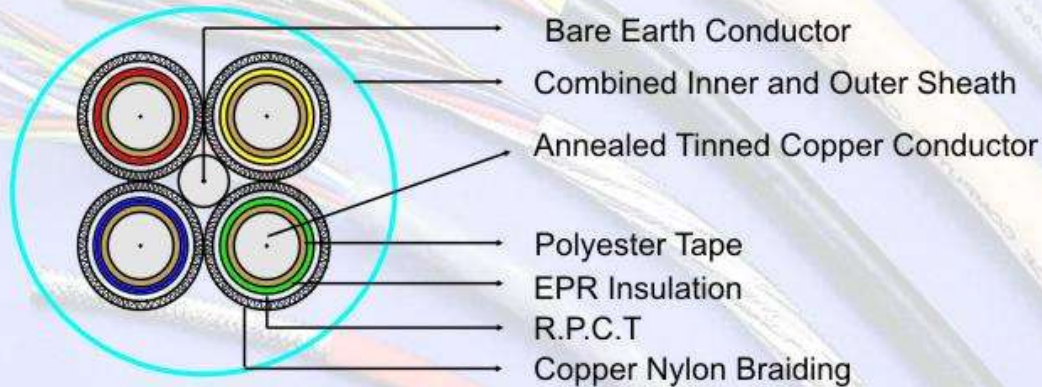 Bare Earth Conductor
Combined Inner and Outer Sheath
Annealed Tinned Copper Conductor
Polyester Tape
EPR Insulation
R.P.C.T
Copper Nylon Braiding